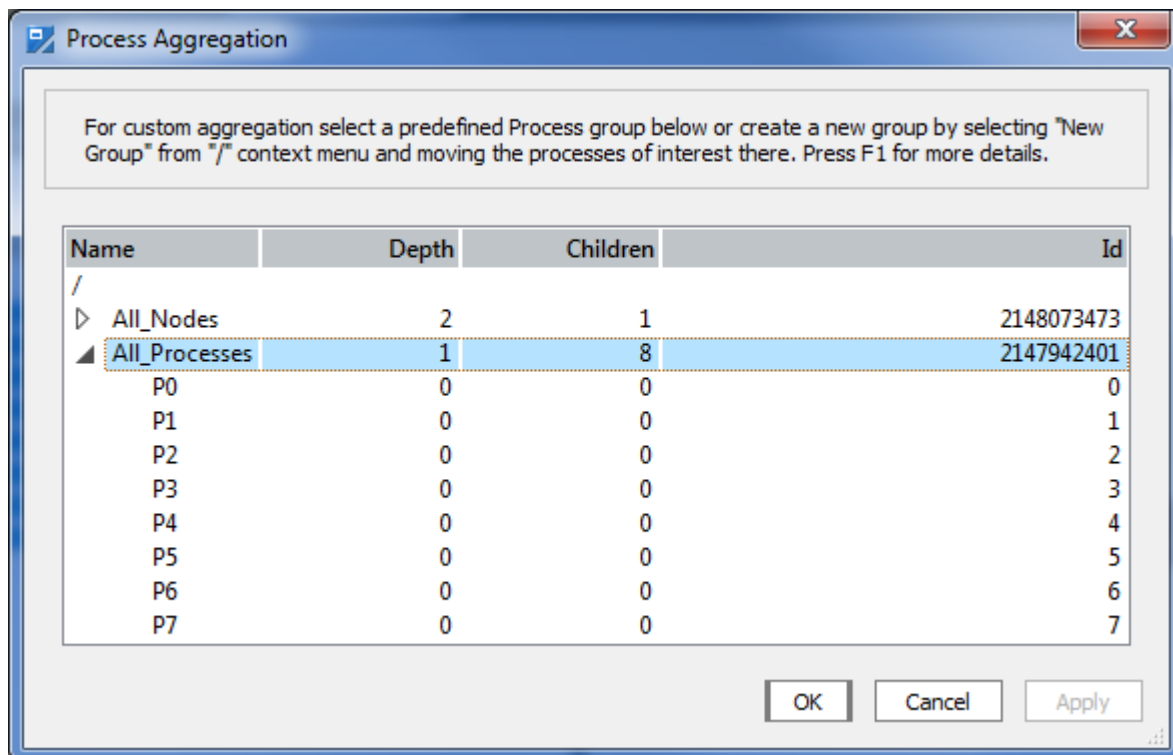 Process Aggregation
For custom aggregation select a predefined Process group below or create a new group by selecting "New
Group" from "/" context menu and moving the processes of interest there. Press F1 for more details.
Name Depth Children Id
/
All_Nodes 2 1 2148073473
All_Processes 1 8 2147942401
P0 0 0 0
P1 0 0 1
P2 0 0 2
P3 0 0 3
P4 0 0 4
P5 0 0 5
P6 0 0 6
P7 0 0 7
OK Cancel Apply